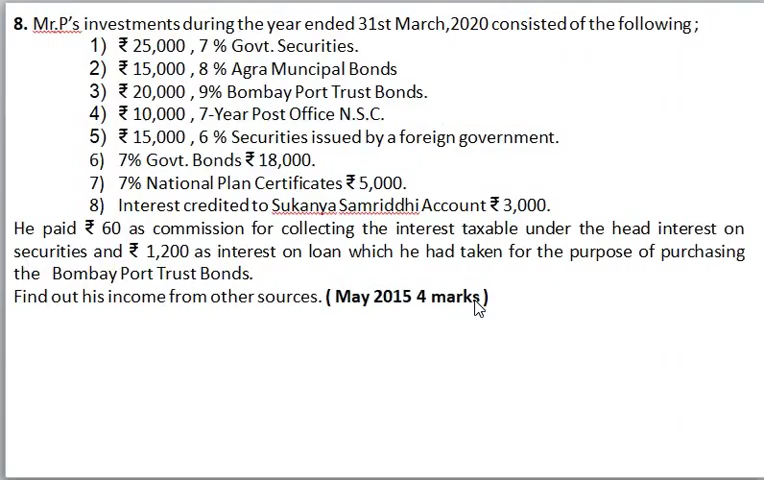 8. Mr.P's investments during the year ended 31st March,2020 consisted of the following;
1) ₹ 25,000 , 7 % Govt. Securities.
2) ₹ 15,000 , 8 % Agra Muncipal Bonds
3) ₹ 20,000 , 9% Bombay Port Trust Bonds.
4) ₹ 10,000 , 7-Year Post Office N.S.C.
5) ₹ 15,000 , 6 % Securities issued by a foreign government.
6) 7% Govt. Bonds ₹ 18,000.
7) 7% National Plan Certificates ₹ 5,000.
8) Interest credited to Sukanya Samriddhi Account ₹ 3,000.
He paid ₹ 60 as commission for collecting the interest taxable under the head interest on
securities and ₹ 1,200 as interest on loan which he had taken for the purpose of purchasing
the Bombay Port Trust Bonds.
Find out his income from other sources. ( May 2015 4 marks)